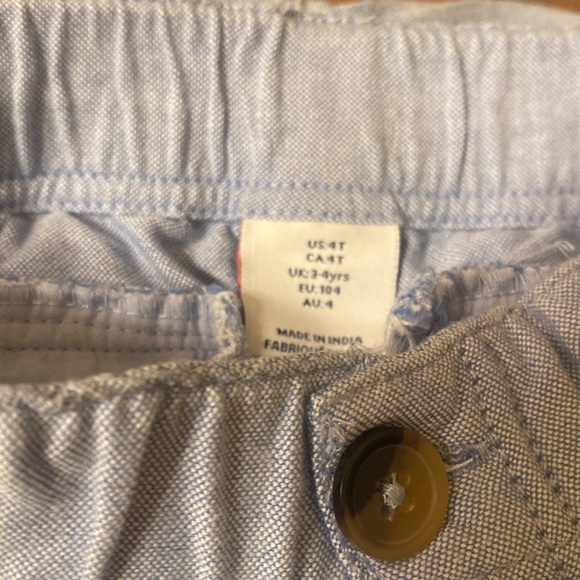 US:4T
CA:4T
UK:3-4yrs
EU:104
AU:4
MADE IN INDIA